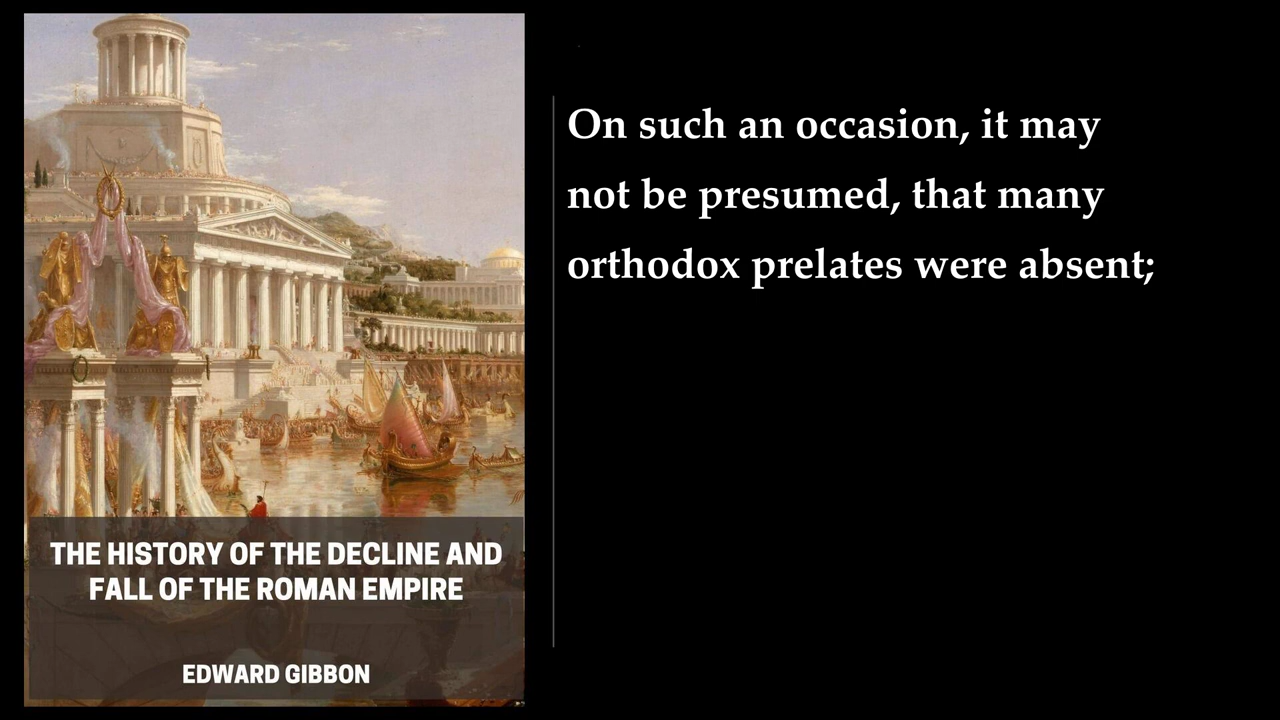 On such an occasion, it may
not be presumed, that many
orthodox prelates were absent;
THE HISTORY OF THE DECLINE AND
FALL OF THE ROMAN EMPIRE
EDWARD GIBBON